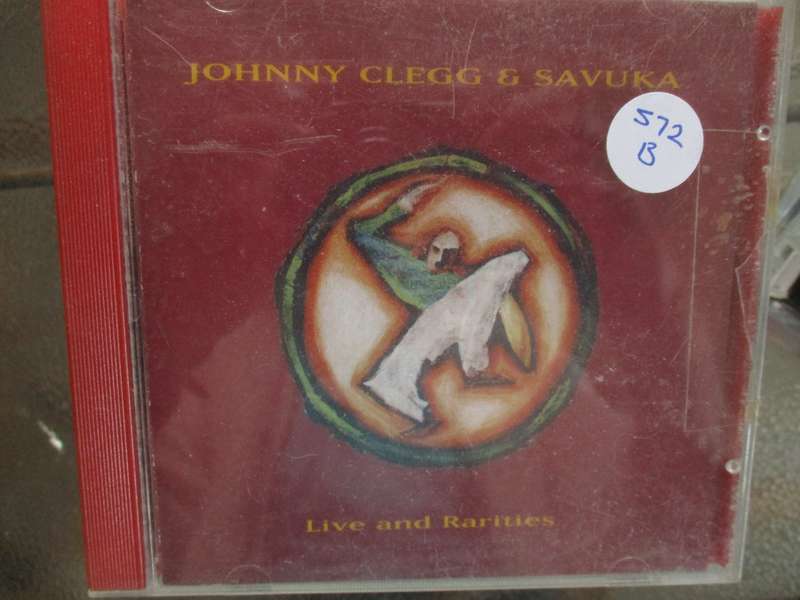 JOHNNY CLEGG & SAVUKA
572
B
Live and Rarities